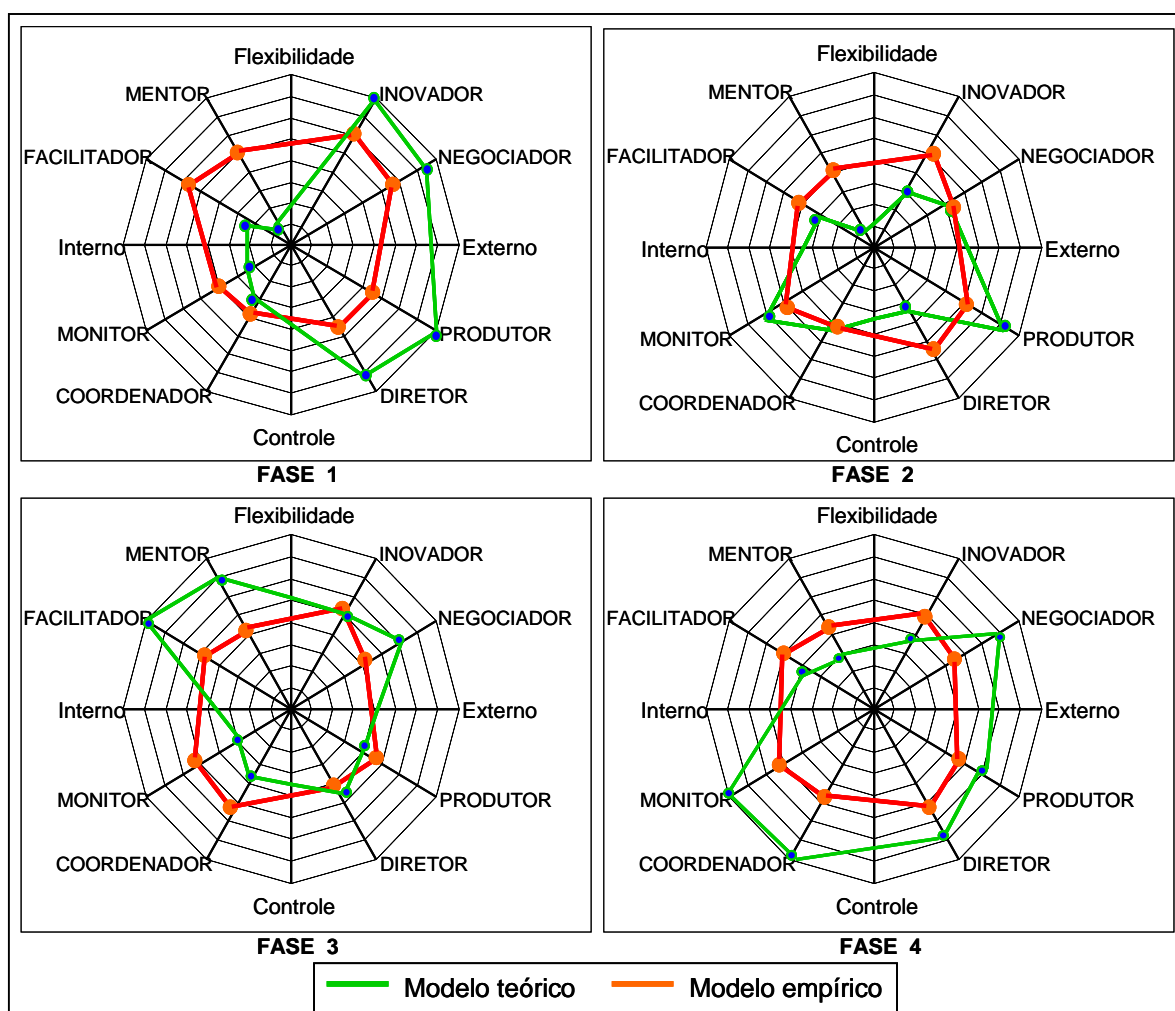 Flexibilidade
MENTOR
INOVADOR
FACILITADOR
NEGOCIADOR
Interno
Externo
MONITOR
PRODUTOR
COORDENADOR
DIRETOR
Controle
FASE 1
Flexibilidade
MENTOR
INOVADOR
FACILITADOR
NEGOCIADOR
Interno
Externo
MONITOR
PRODUTOR
COORDENADOR
DIRETOR
Controle
FASE 2
Flexibilidade
MENTOR
INOVADOR
FACILITADOR
NEGOCIADOR
Interno
Externo
MONITOR
PRODUTOR
COORDENADOR
DIRETOR
Controle
FASE 3
Flexibilidade
MENTOR
INOVADOR
FACILITADOR
NEGOCIADOR
Interno
Externo
MONITOR
PRODUTOR
COORDENADOR
DIRETOR
Controle
FASE 4
Modelo teórico
Modelo empírico